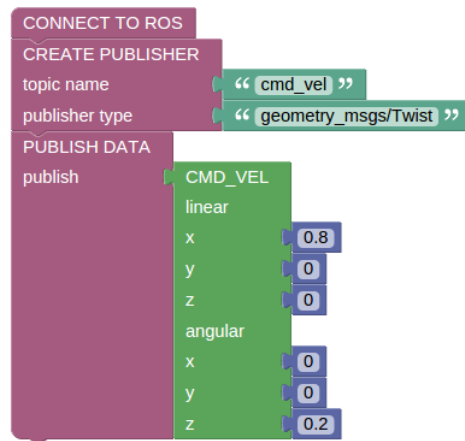 CONNECT TO ROS
CREATE PUBLISHER
topic name “ cmd_vel ”
publisher type “ geometry_msgs/Twist ”
PUBLISH DATA
publish CMD_VEL
linear
x 0.8
y 0
z 0
angular
x 0
y 0
z 0.2